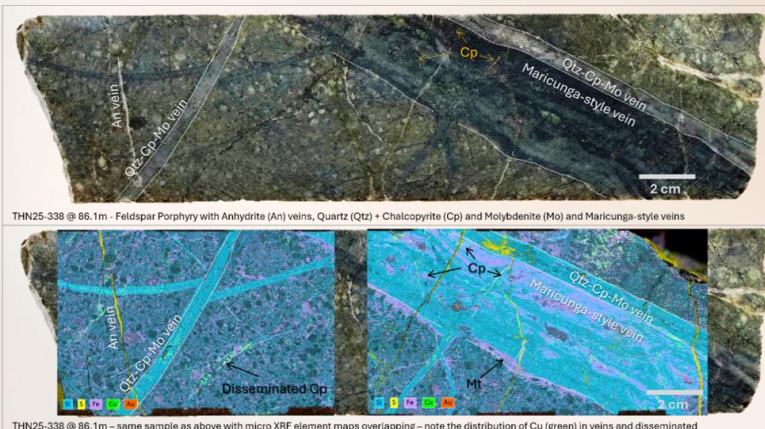 Cp
Qtz-Cp-Mo vein
Maricunga-style vein
An vein
Qtz-Cp-Mo vein
2 cm
THN25-338 @ 86.1m - Feldspar Porphyry with Anhydrite (An) veins, Quartz (Qtz) + Chalcopyrite (Cp) and Molybdenite (Mo) and Maricunga-style veins
Cp
Qtz-Cp-Mo vein
Maricunga-style vein
An vein
Qtz-Cp-Mo vein
Disseminated Cp
Mt
2 cm
Si S Fe Cu Au
Si S Fe Cu Au
THN25-338 @ 86.1m – same sample as above with micro XRF element maps overlapping – note the distribution of Cu (green) in veins and disseminated